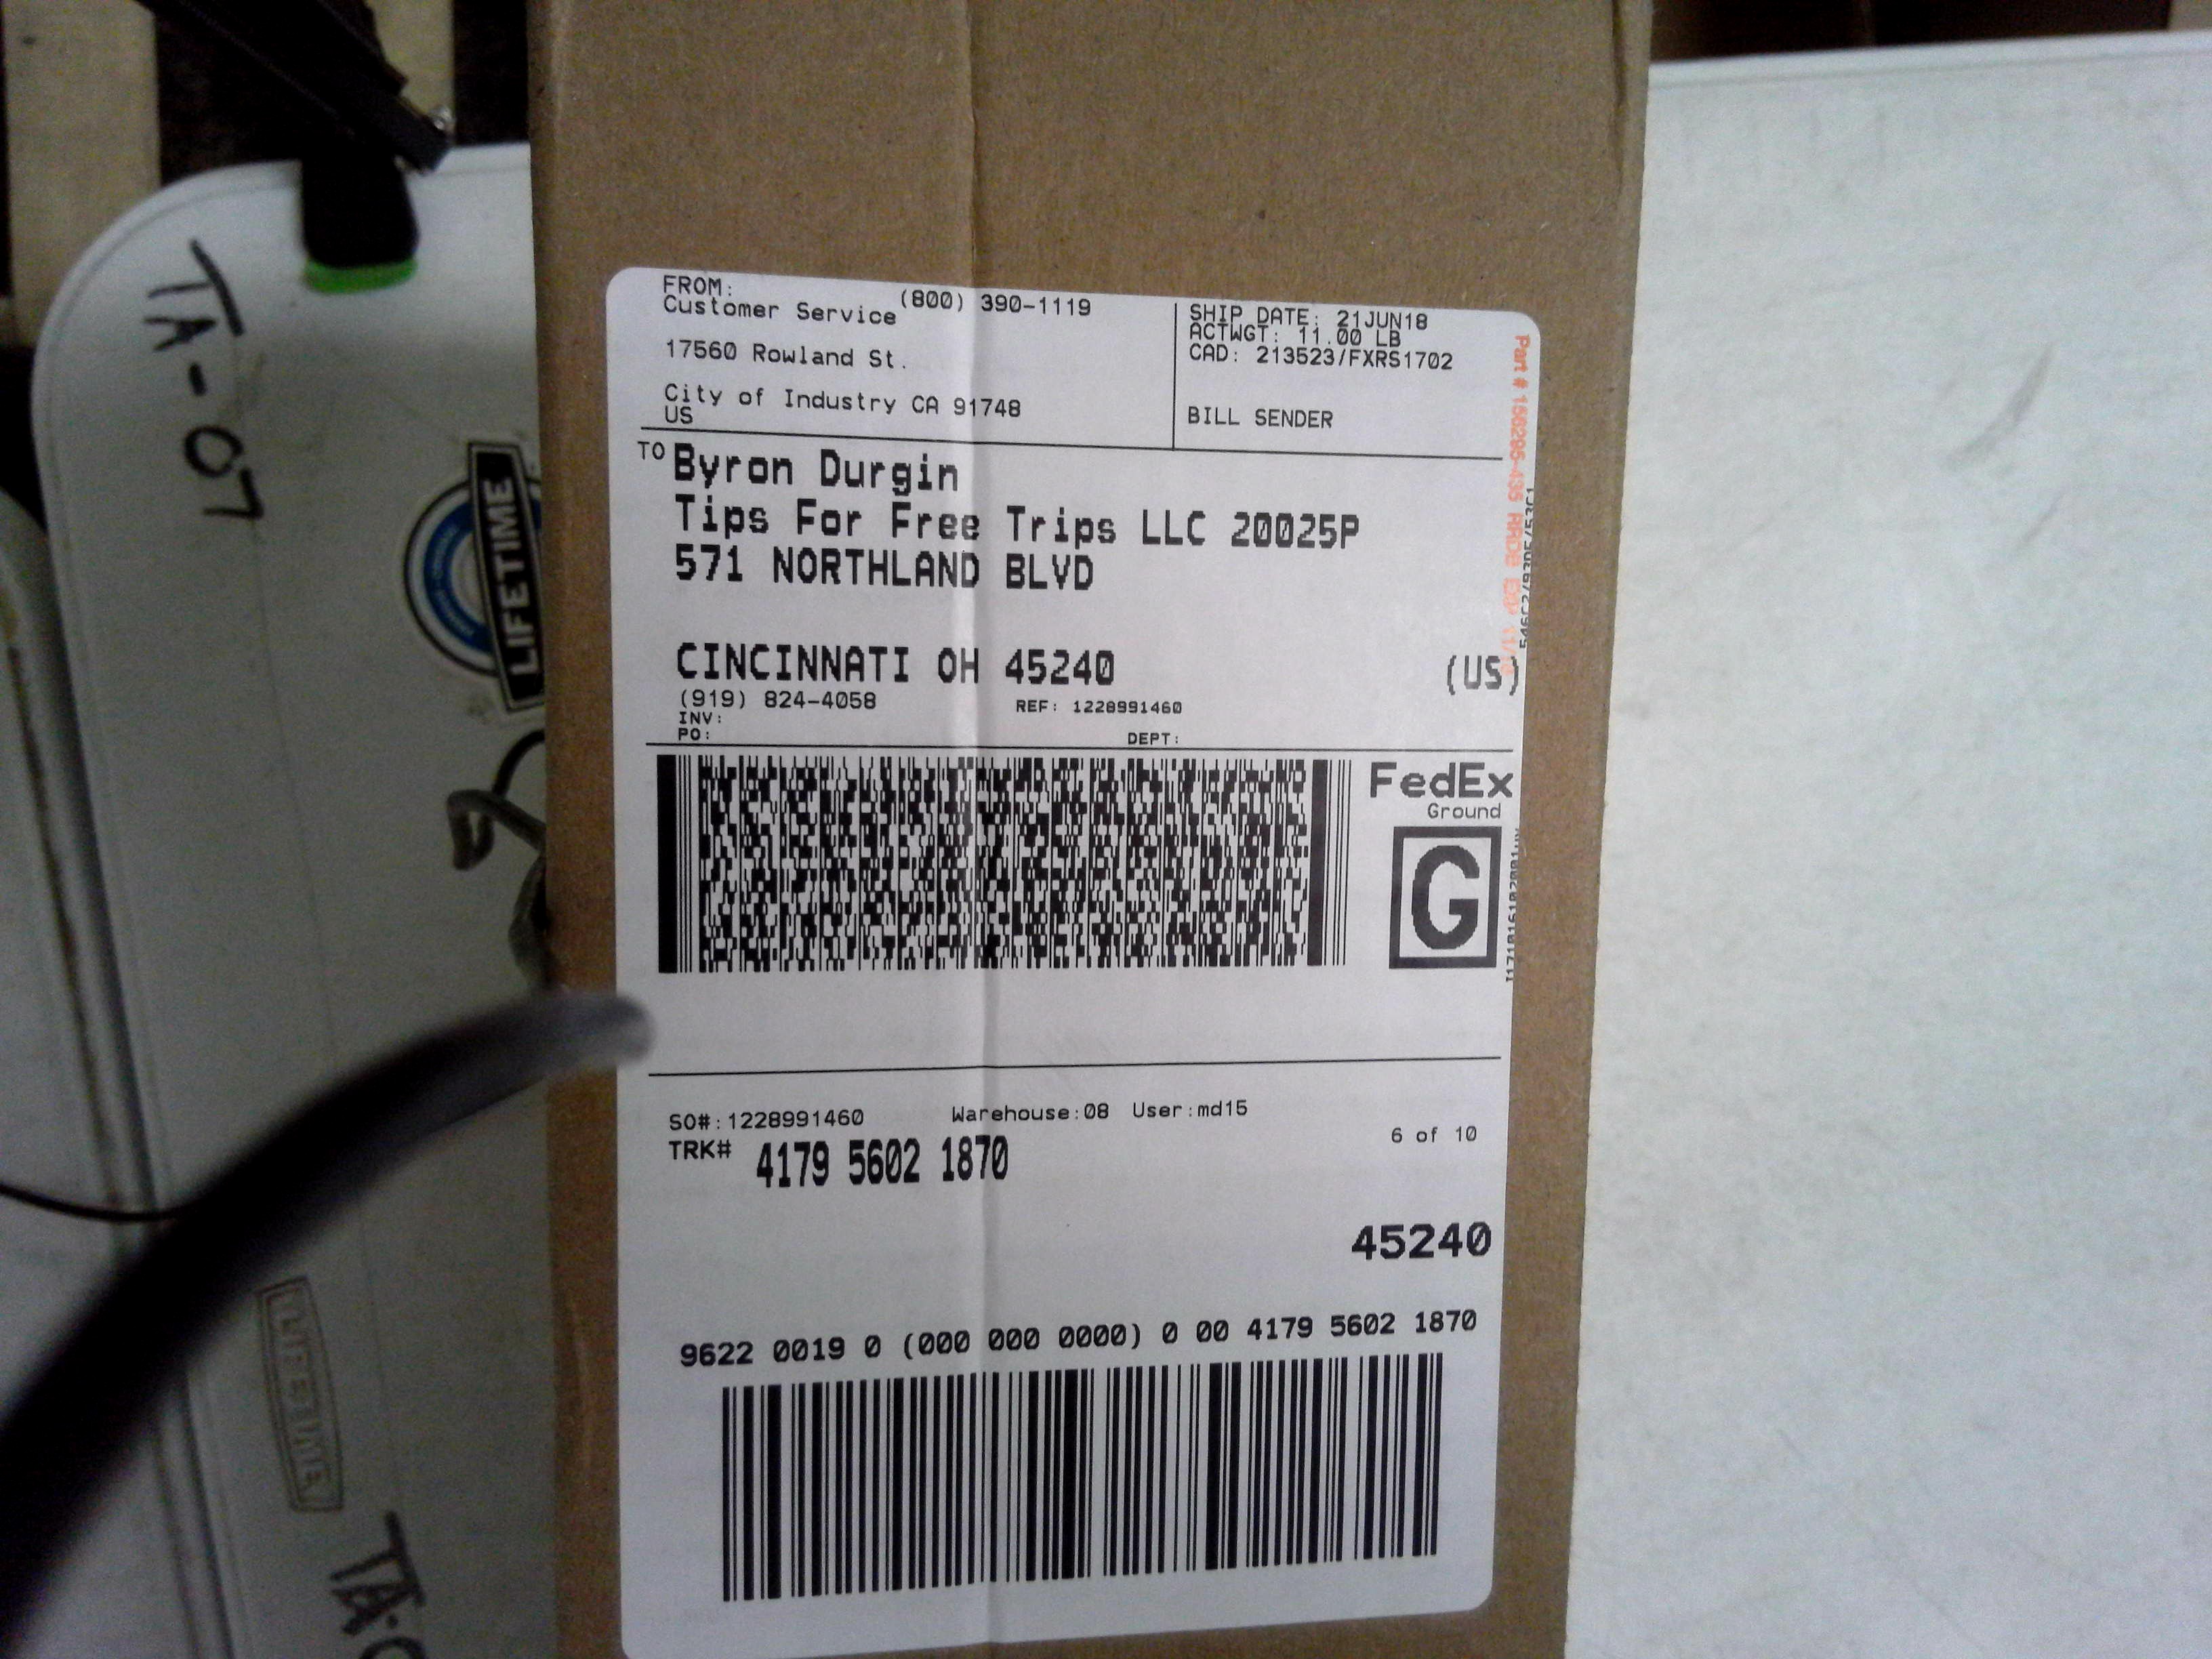 FROM:
Customer Service (800) 390-1119
17560 Rowland St.
City of Industry CA 91748
US
SHIP DATE: 21JUN18
ACTWGT: 11.00 LB
CAD: 213523/FXRS1702
BILL SENDER
TO Byron Durgin
Tips For Free Trips LLC 20025P
571 NORTHLAND BLVD
CINCINNATI OH 45240
(US)
(919) 824-4058 REF: 1228991460
INV:
PO: DEPT:
FedEx
Ground
G
SO#:1228991460 Warehouse:08 User:md15
6 of 10
TRK# 4179 5602 1870
45240
9622 0019 0 (000 000 0000) 0 00 4179 5602 1870
Part # 156295-435
TA-07
LIFETIME
LIFETIME